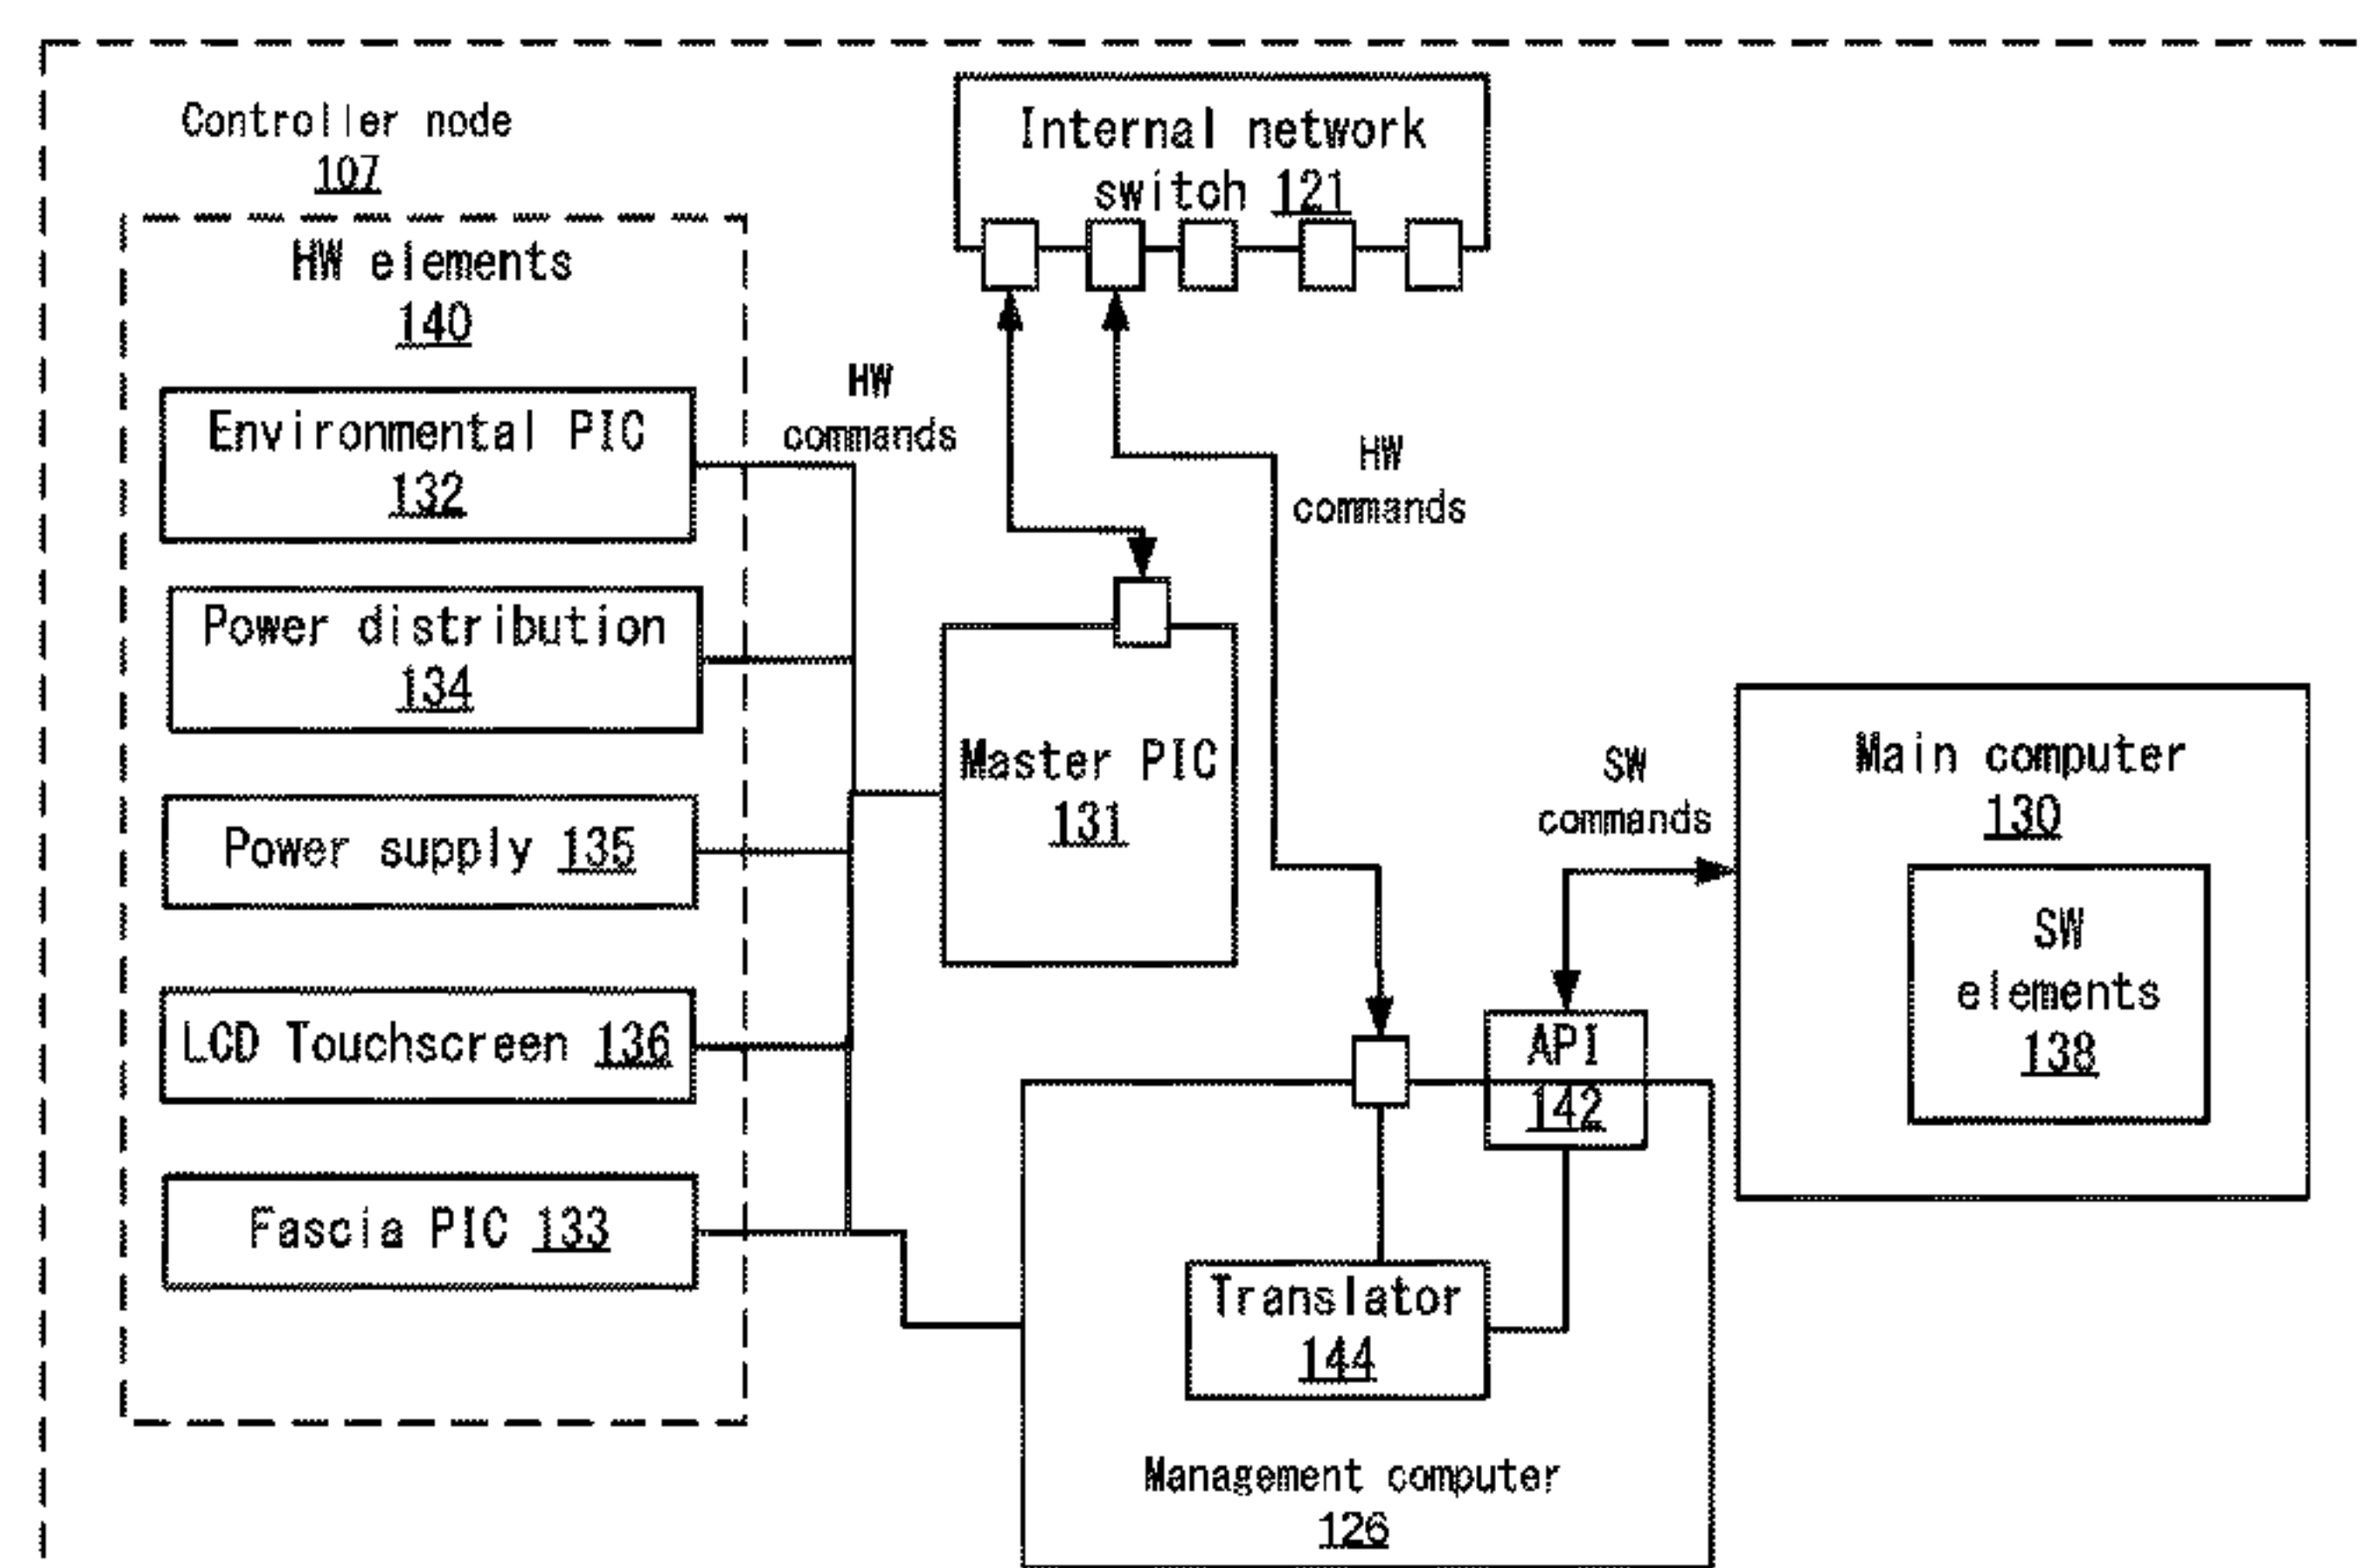 Controller node
107
Internal network
switch 121
HW elements
140
HW
commands
Environmental PIC
132
HW
commands
Power distribution
134
Master PIC
131
Main computer
130
SW
commands
Power supply 135
SW
elements
138
LCD Touchscreen 136
API
142
Fascia PIC 133
Translator
144
Management computer
126